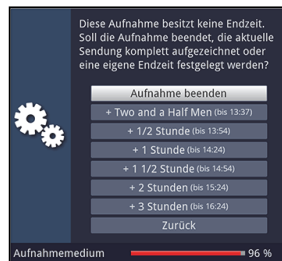 Diese Aufnahme besitzt keine Endzeit.
Soll die Aufnahme beendet, die aktuelle
Sendung komplett aufgezeichnet oder
eine eigene Endzeit festgelegt werden?
Aufnahme beenden
+ Two and a Half Men (bis 13:37)
+ 1/2 Stunde (bis 13:54)
+ 1 Stunde (bis 14:24)
+ 1 1/2 Stunde (bis 14:54)
+ 2 Stunden (bis 15:24)
+ 3 Stunden (bis 16:24)
Zurück
Aufnahmemedium 96 %